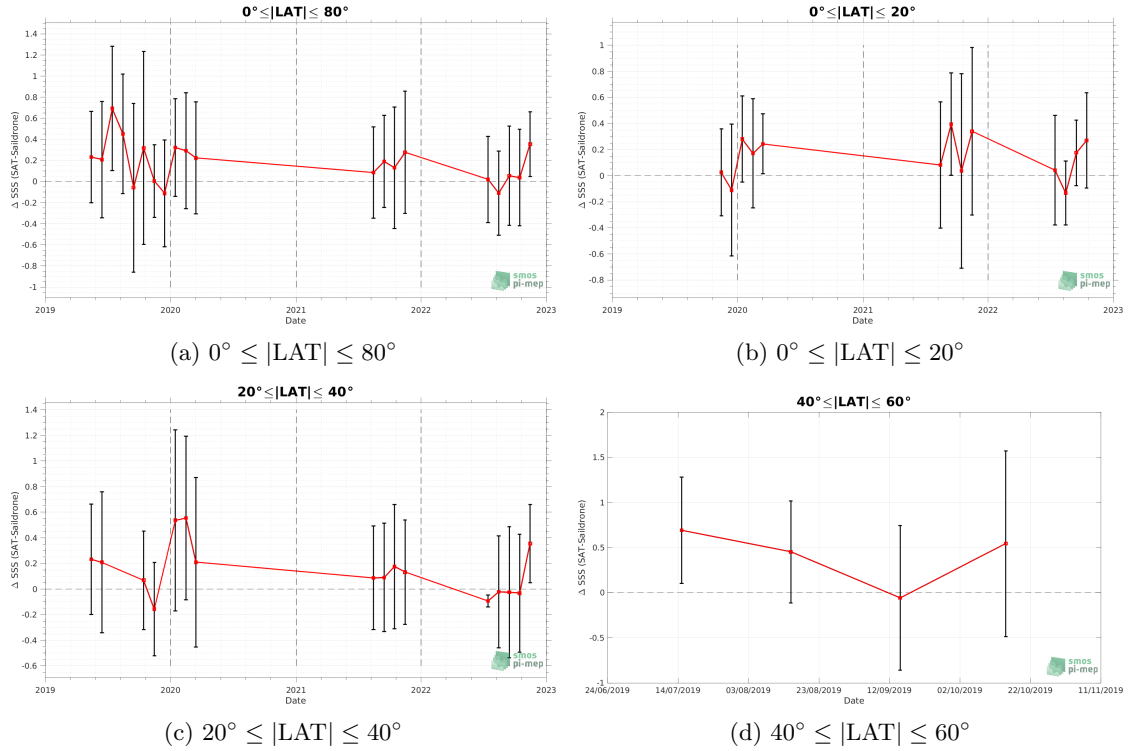 0°≤|LAT|≤ 80°
Δ SSS (SAT-Saildrone)
1.4
1.2
1
0.8
0.6
0.4
0.2
0
-0.2
-0.4
-0.6
-0.8
-1
2019
2020
2021
2022
2023
Date
smos
pi-mep
(a) 0° ≤ |LAT| ≤ 80°
0°≤|LAT|≤ 20°
Δ SSS (SAT-Saildrone)
1
0.8
0.6
0.4
0.2
0
-0.2
-0.4
-0.6
-0.8
2019
2020
2021
2022
2023
Date
smos
pi-mep
(b) 0° ≤ |LAT| ≤ 20°
20°≤|LAT|≤ 40°
Δ SSS (SAT-Saildrone)
1.4
1.2
1
0.8
0.6
0.4
0.2
0
-0.2
-0.4
-0.6
2019
2020
2021
2022
2023
Date
smos
pi-mep
(c) 20° ≤ |LAT| ≤ 40°
40°≤|LAT|≤ 60°
Δ SSS (SAT-Saildrone)
2
1.5
1
0.5
0
-0.5
-1
24/06/2019
14/07/2019
03/08/2019
23/08/2019
12/09/2019
02/10/2019
22/10/2019
11/11/2019
Date
smos
pi-mep
(d) 40° ≤ |LAT| ≤ 60°